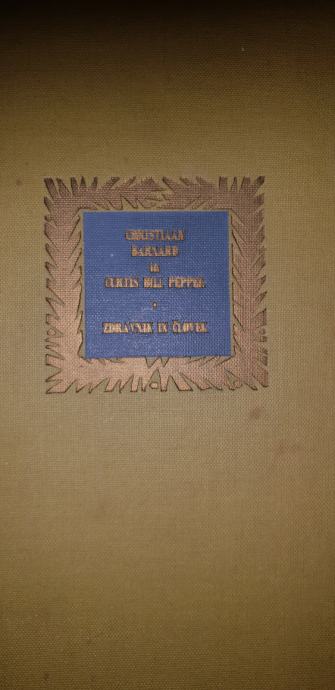 CHRISTIAAN
BARNARD
in
CURTIS BILL PEPPER
•
ZDRAVNIK IN ČLOVEK